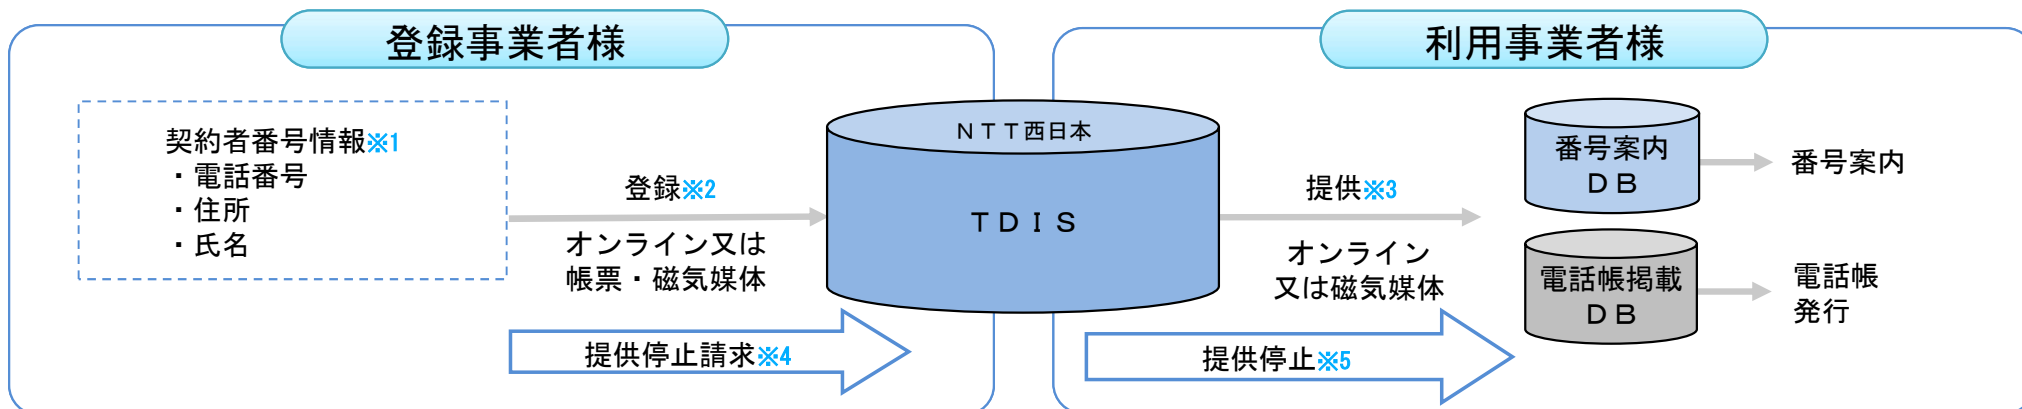 登録事業者様
利用事業者様
契約者番号情報※1
・電話番号
・住所
・氏名
登録※2
オンライン又は
帳票・磁気媒体
提供停止請求※4
ＮＴＴ西日本
ＴＤＩＳ
提供※3
オンライン
又は磁気媒体
提供停止※5
番号案内
ＤＢ
番号案内
電話帳掲載
ＤＢ
電話帳
発行